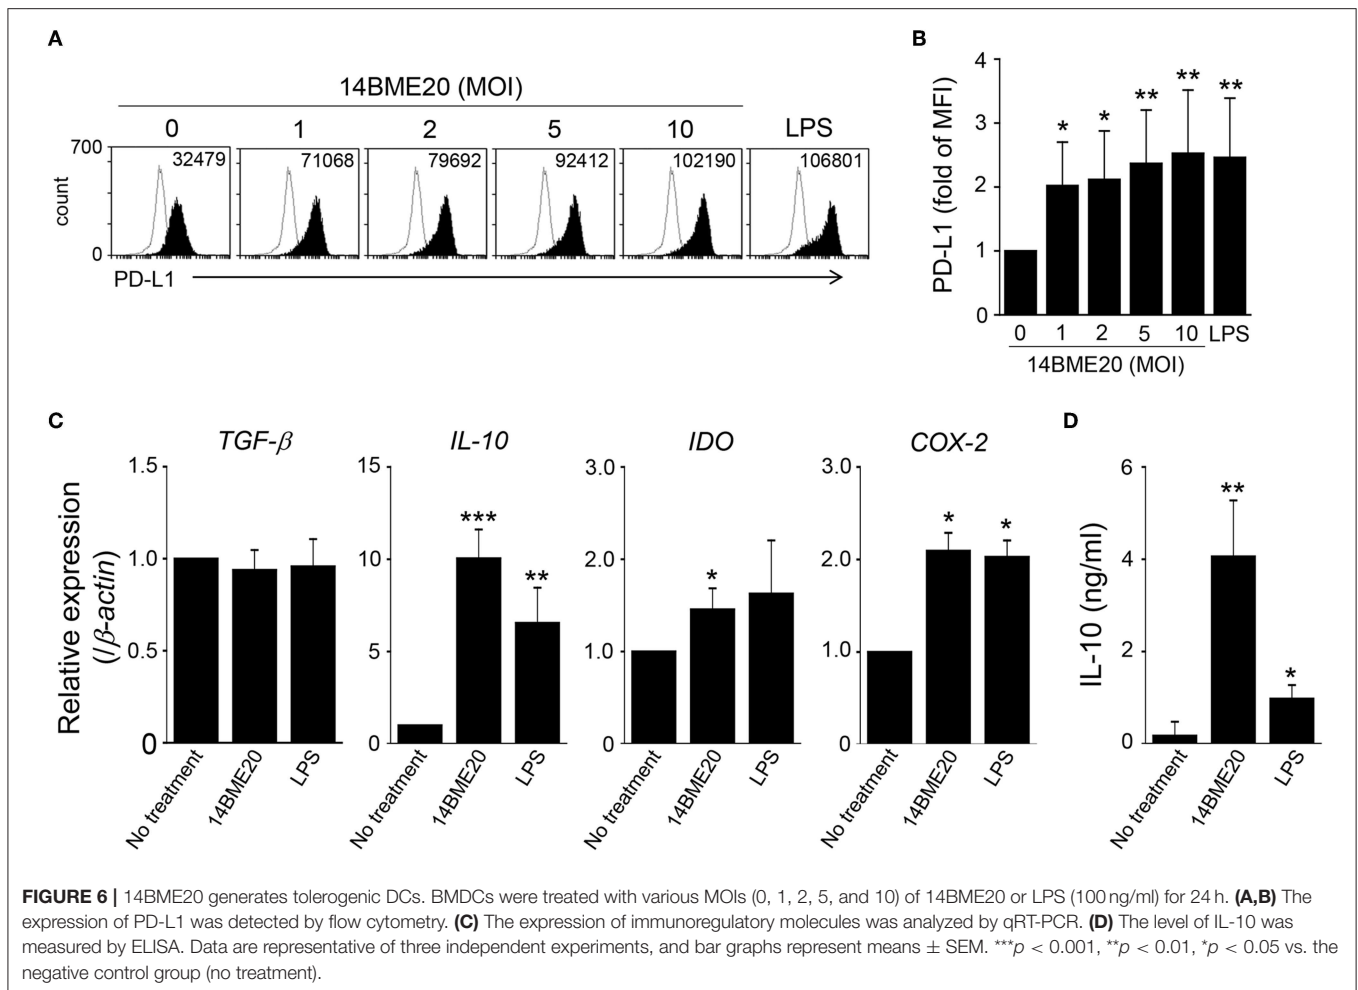 A
14BME20 (MOI)
0 1 2 5 10 LPS
700
32479 71068 79692 92412 102190 106801
count
0
PD-L1
B
PD-L1 (fold of MFI)
4
3
2
1
0
* * ** ** **
0 1 2 5 10 LPS
14BME20 (MOI)
C
Relative expression
(/β-actin)
TGF-β
1.5
1.0
0.5
0
No treatment
14BME20
LPS
IL-10
15
10
5
0
*** **
No treatment
14BME20
LPS
IDO
3.0
2.0
1.0
0
*
No treatment
14BME20
LPS
COX-2
3.0
2.0
1.0
0
* *
No treatment
14BME20
LPS
D
IL-10 (ng/ml)
6
4
2
0
** *
No treatment
14BME20
LPS
FIGURE 6 | 14BME20 generates tolerogenic DCs. BMDCs were treated with various MOIs (0, 1, 2, 5, and 10) of 14BME20 or LPS (100 ng/ml) for 24 h. (A,B) The
expression of PD-L1 was detected by flow cytometry. (C) The expression of immunoregulatory molecules was analyzed by qRT-PCR. (D) The level of IL-10 was
measured by ELISA. Data are representative of three independent experiments, and bar graphs represent means ± SEM. ***p < 0.001, **p < 0.01, *p < 0.05 vs. the
negative control group (no treatment).